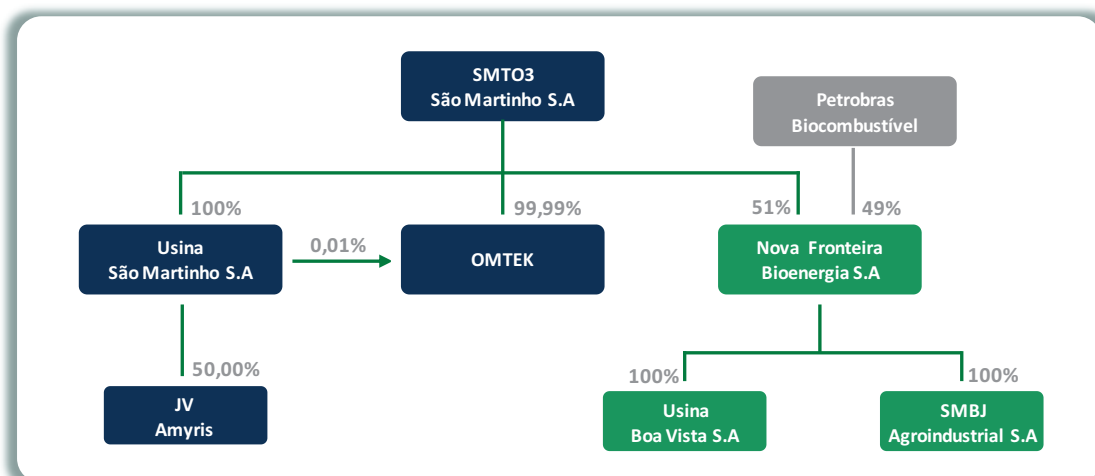 SMTO3
São Martinho S.A
Petrobras
Biocombustível
100%
99,99%
51%
49%
Usina
São Martinho S.A
0,01%
OMTEK
Nova Fronteira
Bioenergia S.A
50,00%
100%
100%
JV
Amyris
Usina
Boa Vista S.A
SMBJ
Agroindustrial S.A